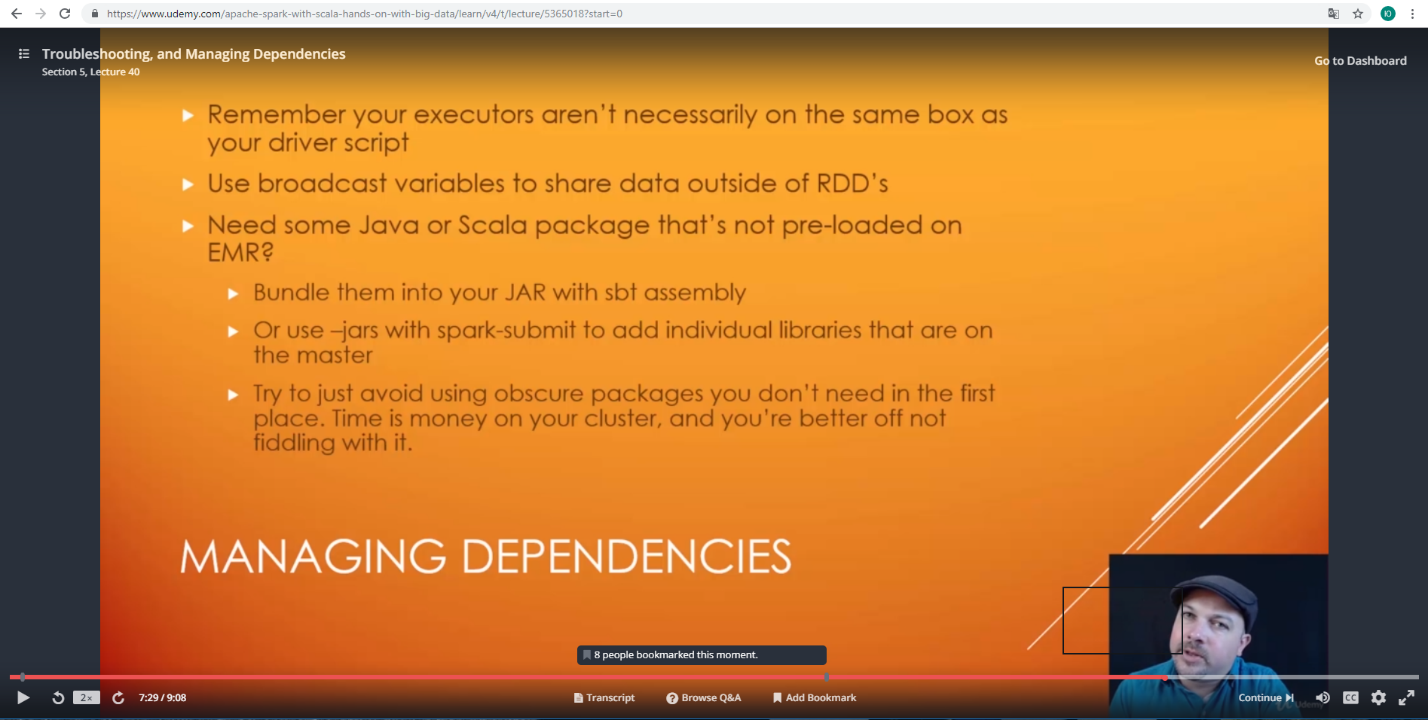 https://www.udemy.com/apache-spark-with-scala-hands-on-with-big-data/learn/v4/t/lecture/5365018?start=0
Ю
Troubleshooting, and Managing Dependencies
Section 5, Lecture 40
Go to Dashboard
Remember your executors aren't necessarily on the same box as
your driver script
Use broadcast variables to share data outside of RDD's
Need some Java or Scala package that's not pre-loaded on
EMR?
Bundle them into your JAR with sbt assembly
Or use –jars with spark-submit to add individual libraries that are on
the master
Try to just avoid using obscure packages you don't need in the first
place. Time is money on your cluster, and you're better off not
fiddling with it.
MANAGING DEPENDENCIES
8 people bookmarked this moment.
2×
7:29 / 9:08
Transcript
Browse Q&A
Add Bookmark
Continue
CC
Udemy